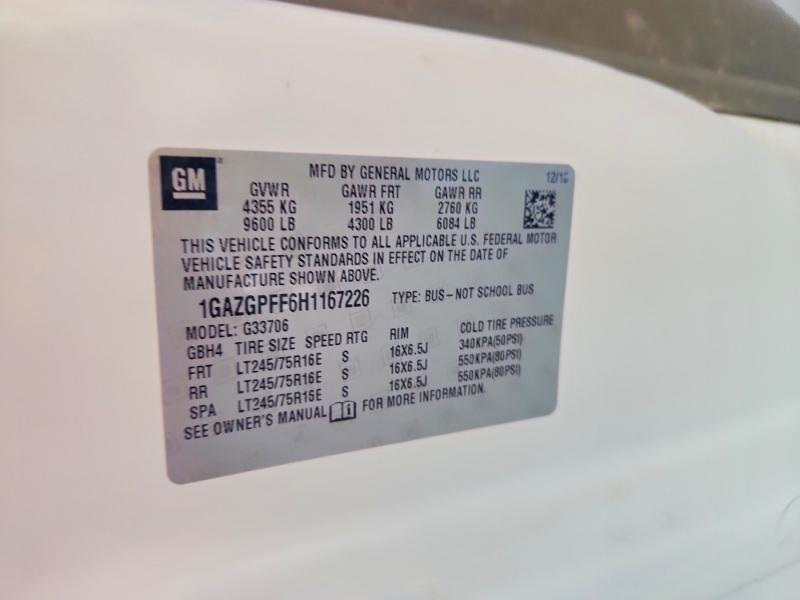 GM
MFD BY GENERAL MOTORS LLC 12/16
GVWR GAWR FRT GAWR RR
4355 KG 1951 KG 2760 KG
9600 LB 4300 LB 6084 LB
THIS VEHICLE CONFORMS TO ALL APPLICABLE U.S. FEDERAL MOTOR
VEHICLE SAFETY STANDARDS IN EFFECT ON THE DATE OF
MANUFACTURE SHOWN ABOVE.
1GAZGPFF6H1167226 TYPE: BUS-NOT SCHOOL BUS
MODEL: G33706
GBH4 TIRE SIZE SPEED RTG RIM COLD TIRE PRESSURE
FRT LT245/75R16E S 16X6.5J 340KPA(50PSI)
RR LT245/75R16E S 16X6.5J 550KPA(80PSI)
SPA LT245/75R16E S 16X6.5J 550KPA(80PSI)
SEE OWNER'S MANUAL FOR MORE INFORMATION.